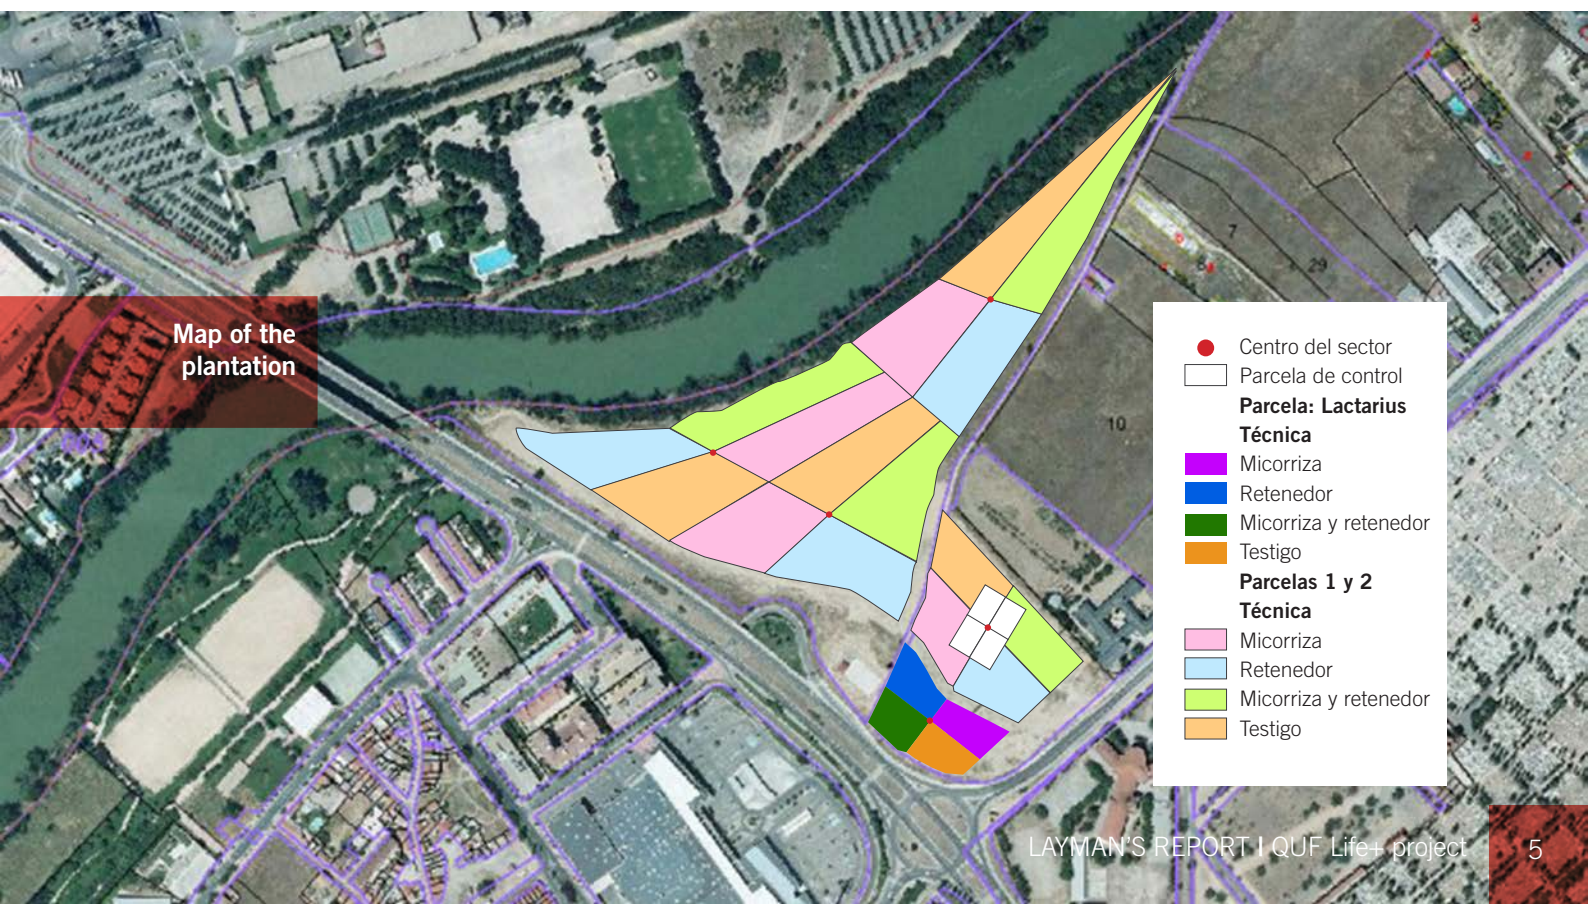 Map of the
plantation
7
29
10
Centro del sector
Parcela de control
Parcela: Lactarius
Técnica
Micorriza
Retenedor
Micorriza y retenedor
Testigo
Parcelas 1 y 2
Técnica
Micorriza
Retenedor
Micorriza y retenedor
Testigo
LAYMAN'S REPORT I QUF Life+ project
5